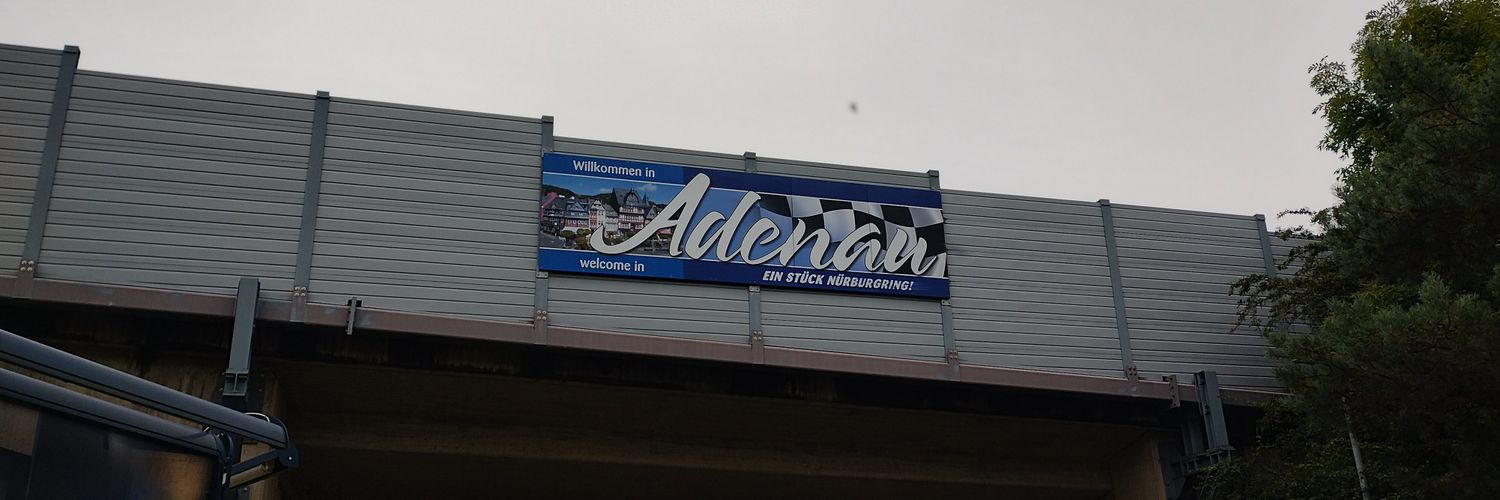 Willkommen in
Adenau
welcome in
EIN STÜCK NÜRBURGRING!